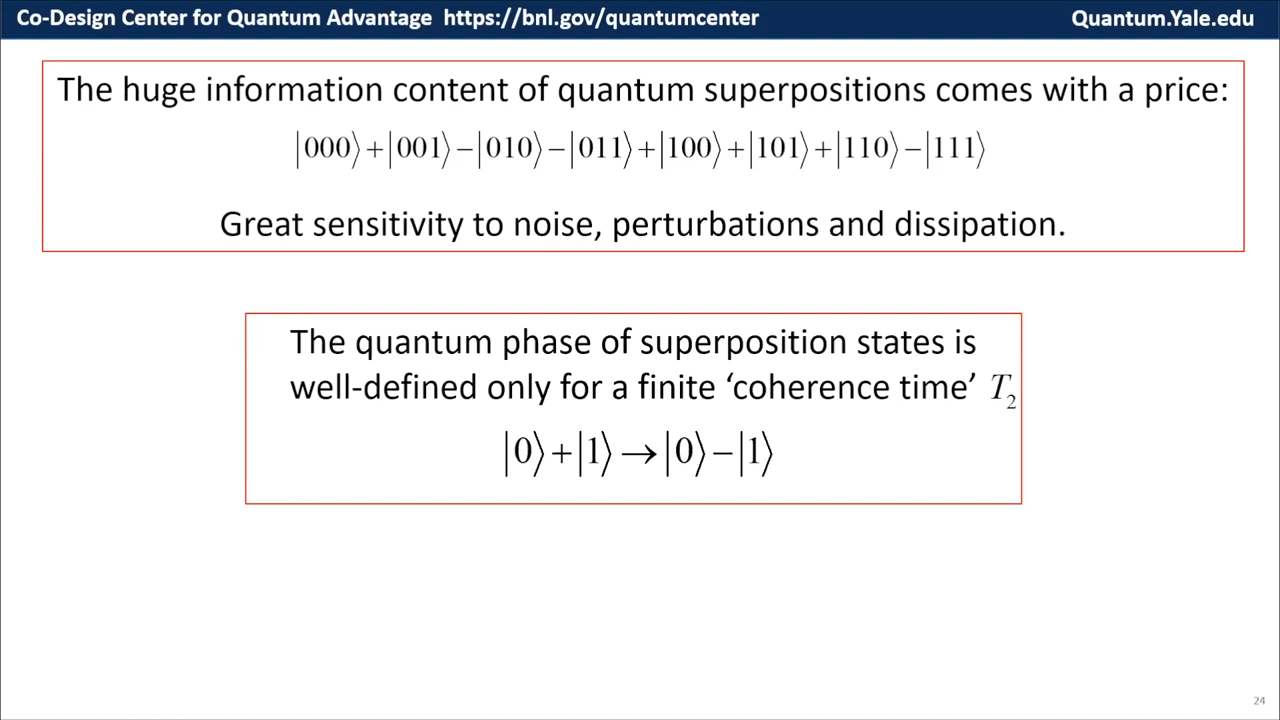 Co-Design Center for Quantum Advantage https://bnl.gov/quantumcenter Quantum.Yale.edu
The huge information content of quantum superpositions comes with a price:
|000⟩+|001⟩−|010⟩−|011⟩+|100⟩+|101⟩+|110⟩−|111⟩
Great sensitivity to noise, perturbations and dissipation.
The quantum phase of superposition states is
well-defined only for a finite ‘coherence time’ T₂
|0⟩+|1⟩→|0⟩−|1⟩
24